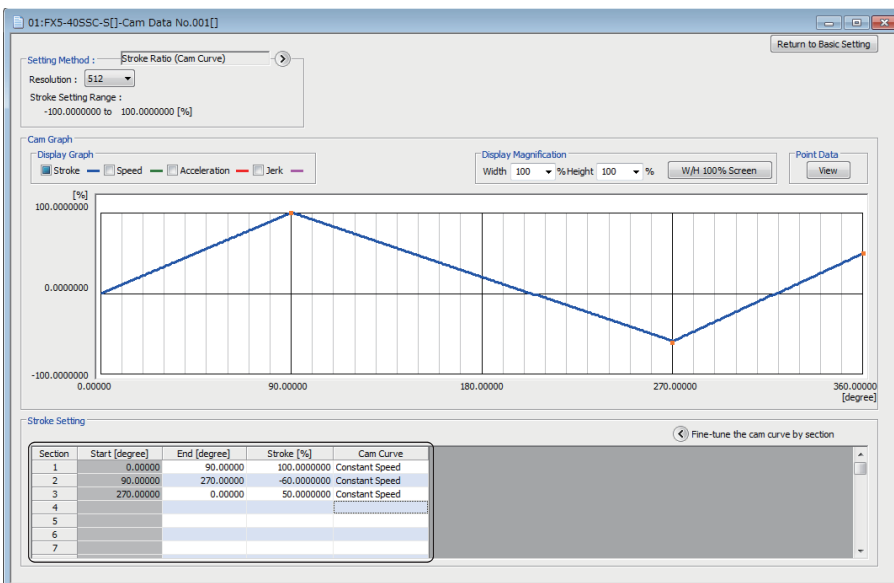 01:FX5-40SSC-S[]-Cam Data No.001[]
Return to Basic Setting
Setting Method : Stroke Ratio (Cam Curve)
Resolution : 512
Stroke Setting Range :
-100.0000000 to 100.0000000 [%]
Cam Graph
Display Graph
Stroke Speed Acceleration Jerk
Display Magnification
Width 100 % Height 100 % W/H 100% Screen
Point Data
View
[%]
100.0000000
0.0000000
-100.0000000
0.00000 90.00000 180.00000 270.00000 360.00000
[degree]
Stroke Setting
Fine-tune the cam curve by section
Section Start [degree] End [degree] Stroke [%] Cam Curve
1 0.00000 90.00000 100.0000000 Constant Speed
2 90.00000 270.00000 -60.0000000 Constant Speed
3 270.00000 0.00000 50.0000000 Constant Speed
4
5
6
7